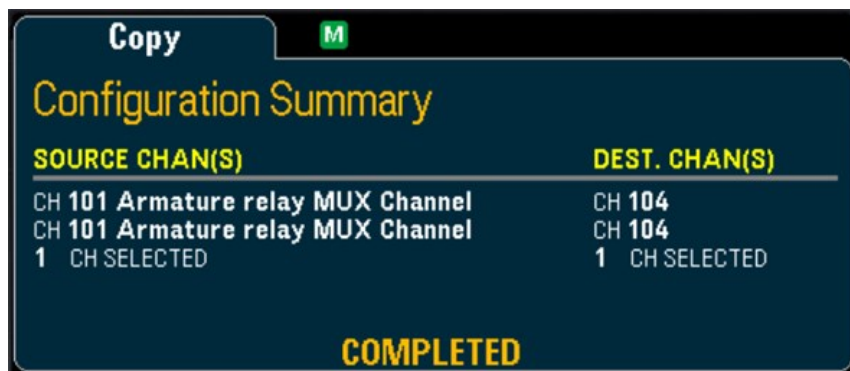 Copy M
Configuration Summary
SOURCE CHAN(S) DEST. CHAN(S)
CH 101 Armature relay MUX Channel CH 104
CH 101 Armature relay MUX Channel CH 104
1 CH SELECTED 1 CH SELECTED
COMPLETED